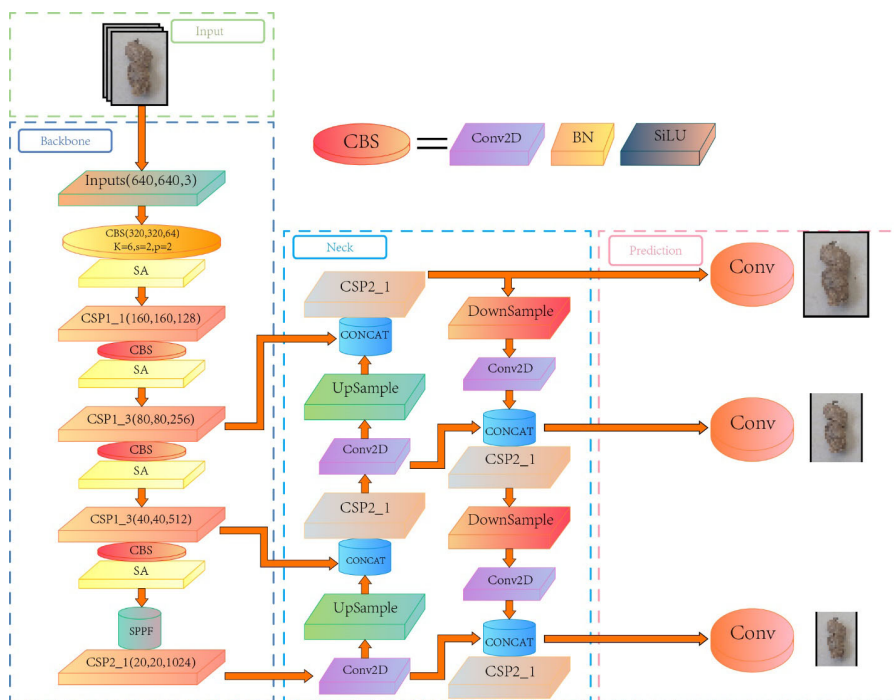 Input
Backbone
CBS
Conv2D
BN
SiLU
Inputs(640,640,3)
CBS(320,320,64)
K=6,s=2,p=2
SA
CSP1_1(160,160,128)
CBS
SA
CSP1_3(80,80,256)
CBS
SA
CSP1_3(40,40,512)
CBS
SA
SPPF
CSP2_1(20,20,1024)
Neck
CSP2_1
CONCAT
UpSample
Conv2D
CSP2_1
CONCAT
UpSample
Conv2D
DownSample
Conv2D
CONCAT
CSP2_1
DownSample
Conv2D
CONCAT
CSP2_1
Prediction
Conv
Conv
Conv